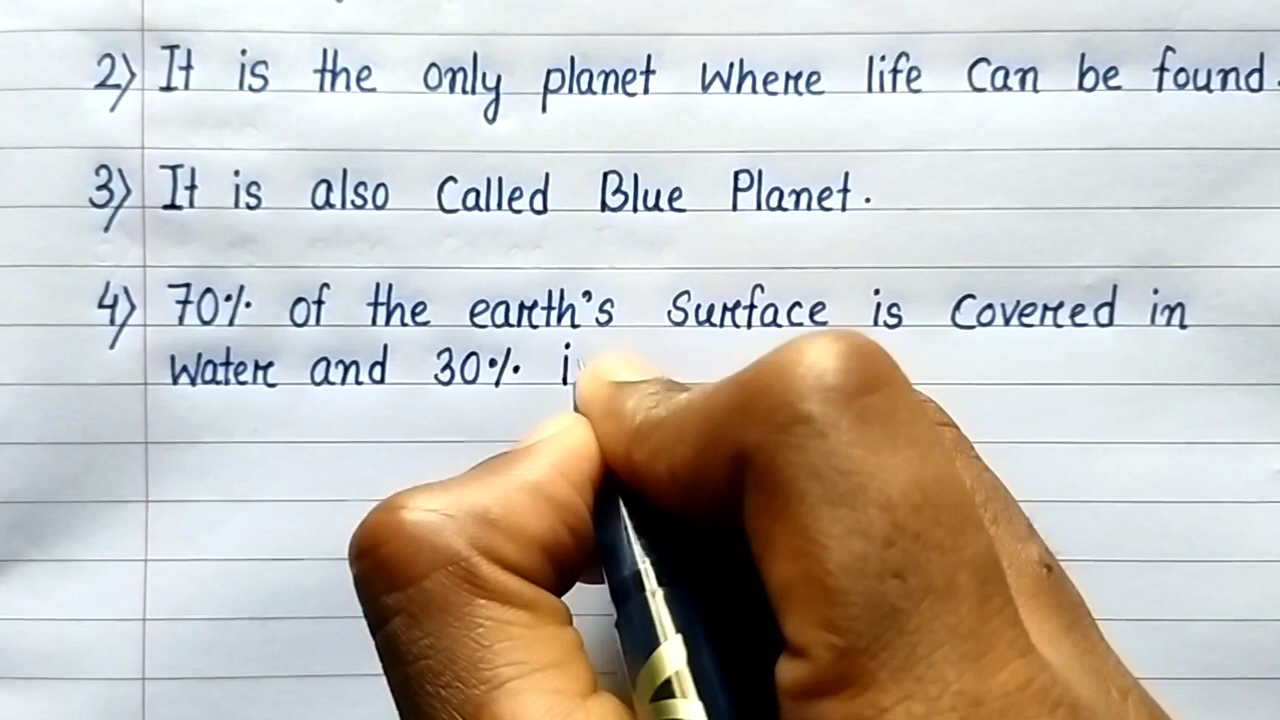 2) It is the only planet where life can be found.
3) It is also called Blue Planet.
4) 70% of the earth's surface is covered in
water and 30% i